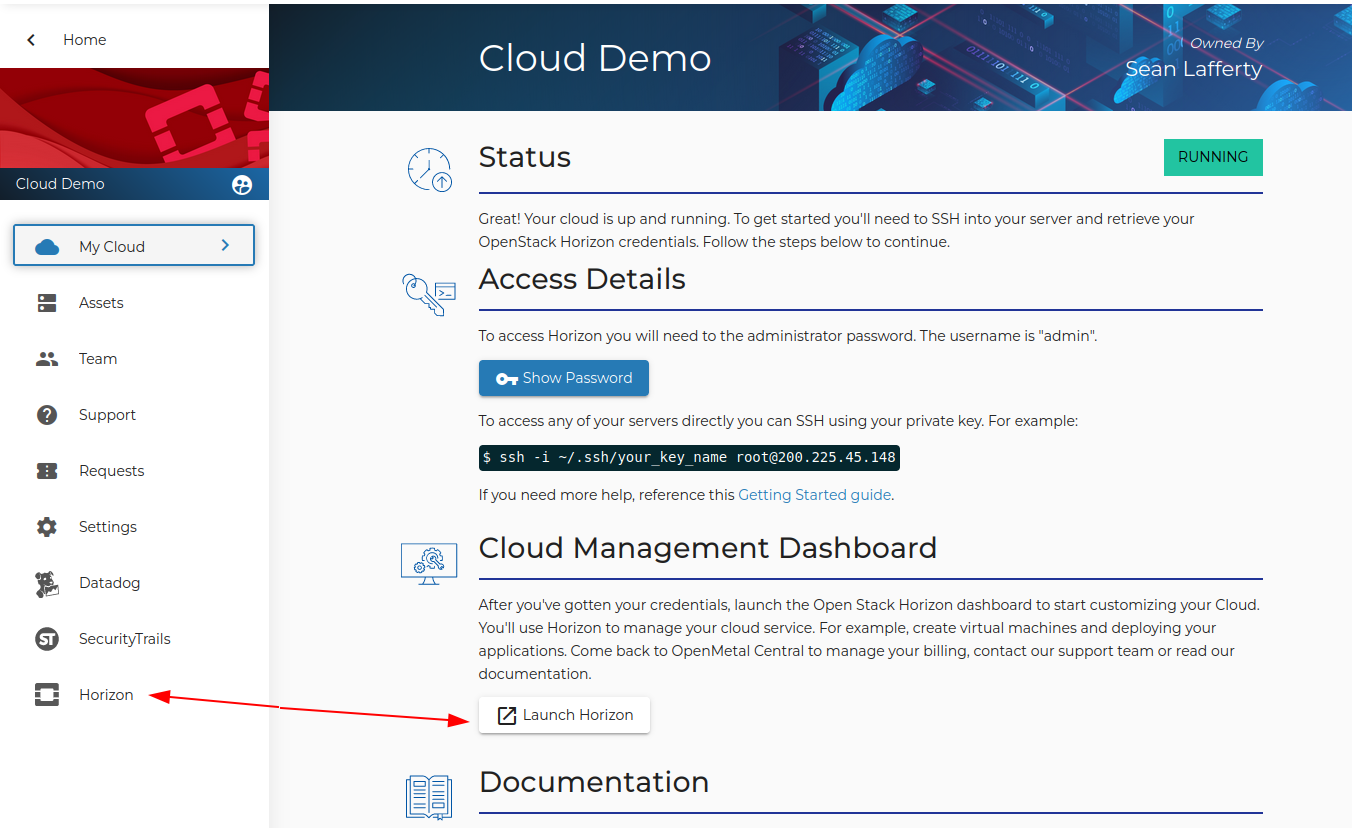 Home
Cloud Demo
My Cloud
Assets
Team
Support
Requests
Settings
Datadog
ST
SecurityTrails
Horizon
Cloud Demo
Owned By
Sean Lafferty
Status
RUNNING
Great! Your cloud is up and running. To get started you'll need to SSH into your server and retrieve your
OpenStack Horizon credentials. Follow the steps below to continue.
Access Details
To access Horizon you will need to the administrator password. The username is "admin".
Show Password
To access any of your servers directly you can SSH using your private key. For example:
$ ssh -i ~/.ssh/your_key_name root@200.225.45.148
If you need more help, reference this Getting Started guide.
Cloud Management Dashboard
After you've gotten your credentials, launch the Open Stack Horizon dashboard to start customizing your Cloud.
You'll use Horizon to manage your cloud service. For example, create virtual machines and deploying your
applications. Come back to OpenMetal Central to manage your billing, contact our support team or read our
documentation.
Launch Horizon
Documentation